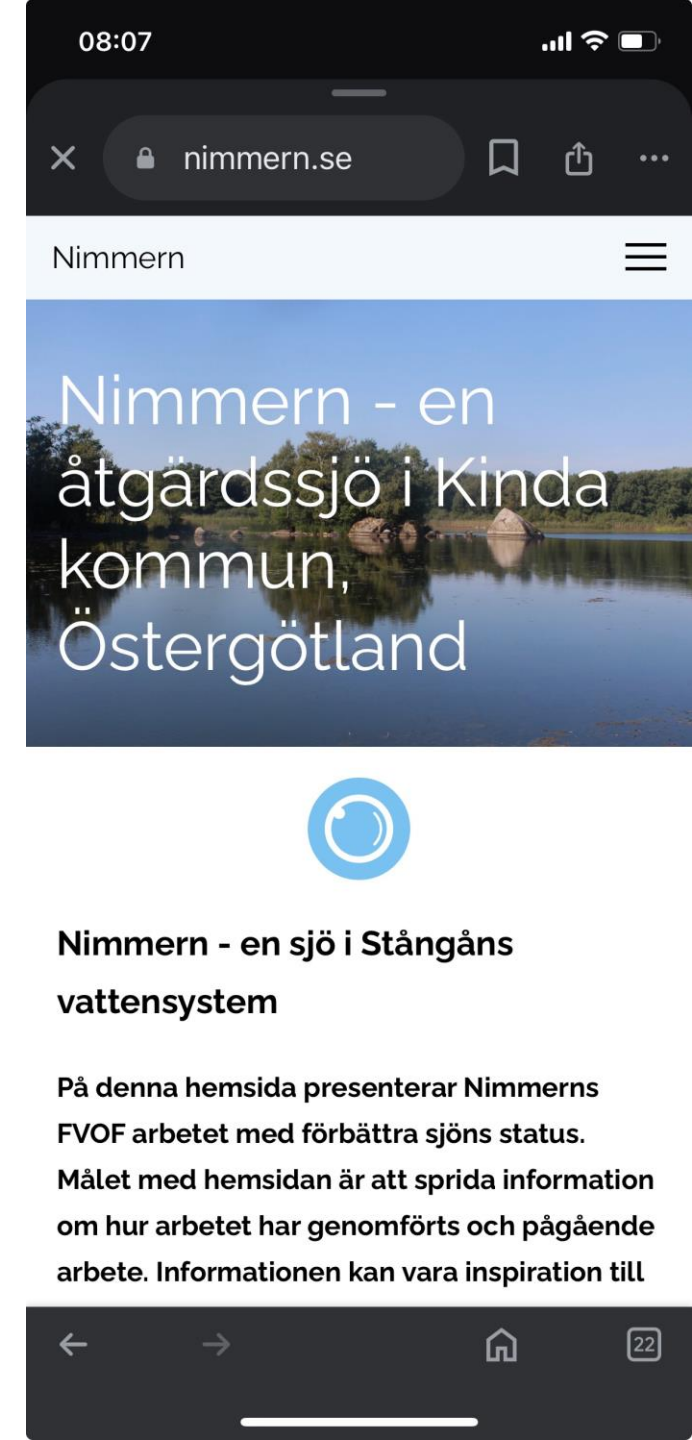 08:07
nimmern.se
Nimmern
Nimmern - en
åtgärdssjö i Kinda
kommun,
Östergötland
Nimmern - en sjö i Stångåns
vattensystem
På denna hemsida presenterar Nimmerns
FVOF arbetet med förbättra sjöns status.
Målet med hemsidan är att sprida information
om hur arbetet har genomförts och pågående
arbete. Informationen kan vara inspiration till
22